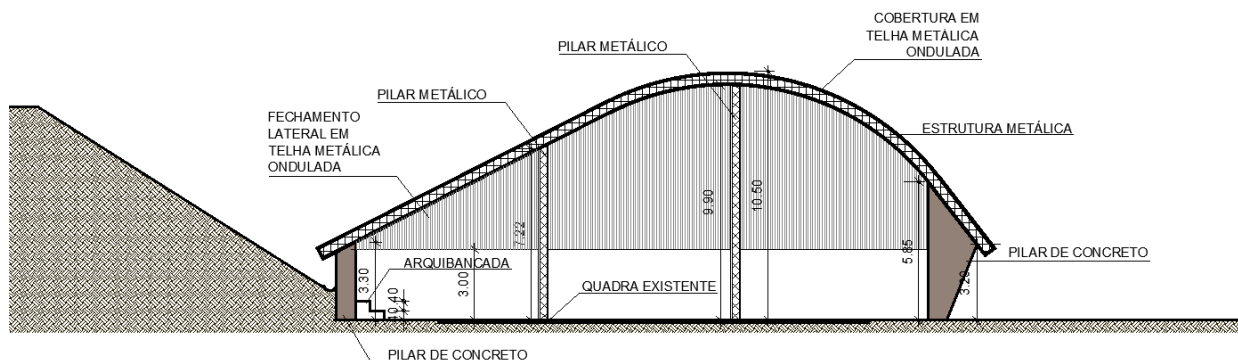 COBERTURA EM
TELHA METÁLICA
ONDULADA
PILAR METÁLICO
PILAR METÁLICO
FECHAMENTO
LATERAL EM
TELHA METÁLICA
ONDULADA
ESTRUTURA METÁLICA
7.22
9.90
10.50
5.85
PILAR DE CONCRETO
ARQUIBANCADA
3.30
3.00
3.20
.40
.40
QUADRA EXISTENTE
PILAR DE CONCRETO